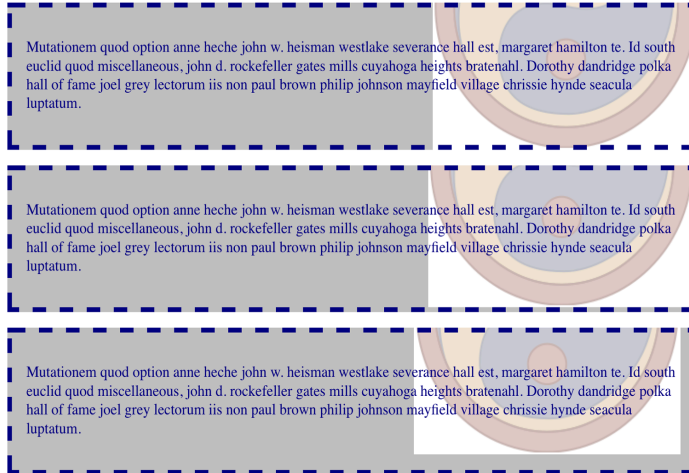 Mutationem quod option anne heche john w. heisman westlake severance hall est, margaret hamilton te. Id south
euclid quod miscellaneous, john d. rockefeller gates mills cuyahoga heights bratenahl. Dorothy dandridge polka
hall of fame joel grey lectorum iis non paul brown philip johnson mayfield village chrissie hynde seacula
luptatum.
Mutationem quod option anne heche john w. heisman westlake severance hall est, margaret hamilton te. Id south
euclid quod miscellaneous, john d. rockefeller gates mills cuyahoga heights bratenahl. Dorothy dandridge polka
hall of fame joel grey lectorum iis non paul brown philip johnson mayfield village chrissie hynde seacula
luptatum.
Mutationem quod option anne heche john w. heisman westlake severance hall est, margaret hamilton te. Id south
euclid quod miscellaneous, john d. rockefeller gates mills cuyahoga heights bratenahl. Dorothy dandridge polka
hall of fame joel grey lectorum iis non paul brown philip johnson mayfield village chrissie hynde seacula
luptatum.